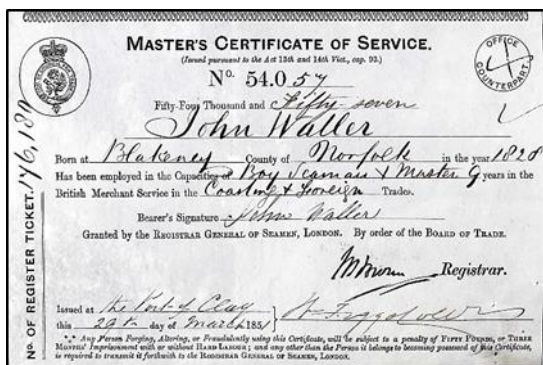 MASTER'S CERTIFICATE OF SERVICE.
(Issued pursuant to the Act 13th and 14th Vict., cap. 93.)
No. 54.057
OFFICE COUNTERPART.
Fifty-Four Thousand and Fifty-seven
John Waller
Born at Blakeney County of Norfolk in the year 1828
Has been employed in the Capacities of Boy Seaman & Master 9 years in the
British Merchant Service in the Coasting & Foreign Trades.
Bearer's Signature John Waller
Granted by the REGISTRAR GENERAL OF SEAMEN, LONDON. By order of the BOARD OF TRADE.
Registrar.
Issued at the Port of Clay
this 29th day of March 1851
*** Any Person Forging, Altering, or Fraudulently using this Certificate, will be subject to a penalty of FIFTY POUNDS, or THREE
MONTHS' Imprisonment with or without HARD LABOUR; and any other than the Person it belongs to becoming possessed of this Certificate,
is required to transmit it forthwith to the REGISTRAR GENERAL OF SEAMEN, LONDON.
No. OF REGISTER TICKET. 176,180